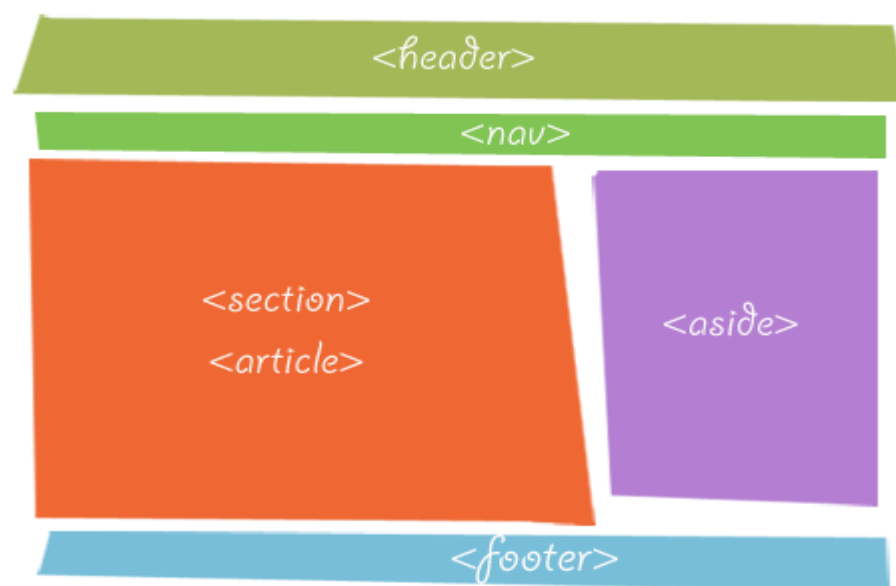 <header>
<nav>
<section>
<article>
<aside>
<footer>